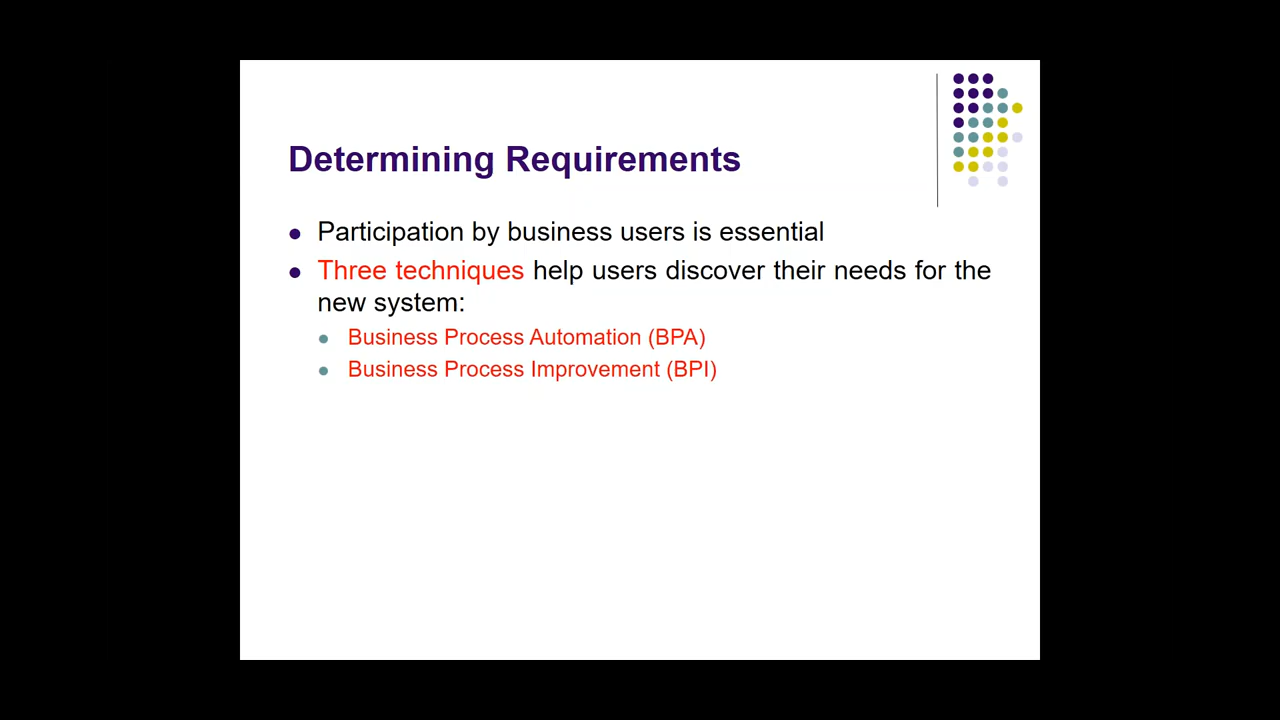 Determining Requirements
Participation by business users is essential
Three techniques help users discover their needs for the
new system:
Business Process Automation (BPA)
Business Process Improvement (BPI)